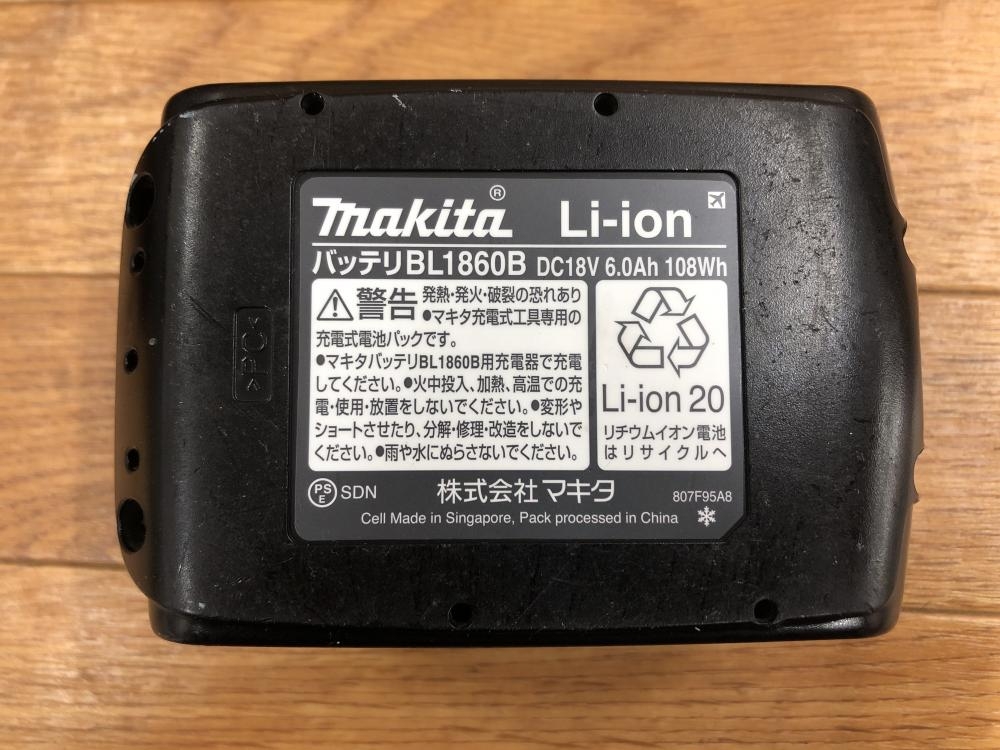 makita® Li-ion
バッテリBL1860B DC18V 6.0Ah 108Wh
警告 発熱・発火・破裂の恐れあり
●マキタ充電式工具専用の
充電式電池パックです。
●マキタバッテリBL1860B用充電器で充電
してください。●火中投入、加熱、高温での充
電・使用・放置をしないでください。●変形や
ショートさせたり、分解・修理・改造をしないで
ください。●雨や水にぬらさないでください。
Li-ion 20
リチウムイオン電池
はリサイクルへ
PSE SDN 株式会社 マキタ 807F95A8
Cell Made in Singapore, Pack processed in China